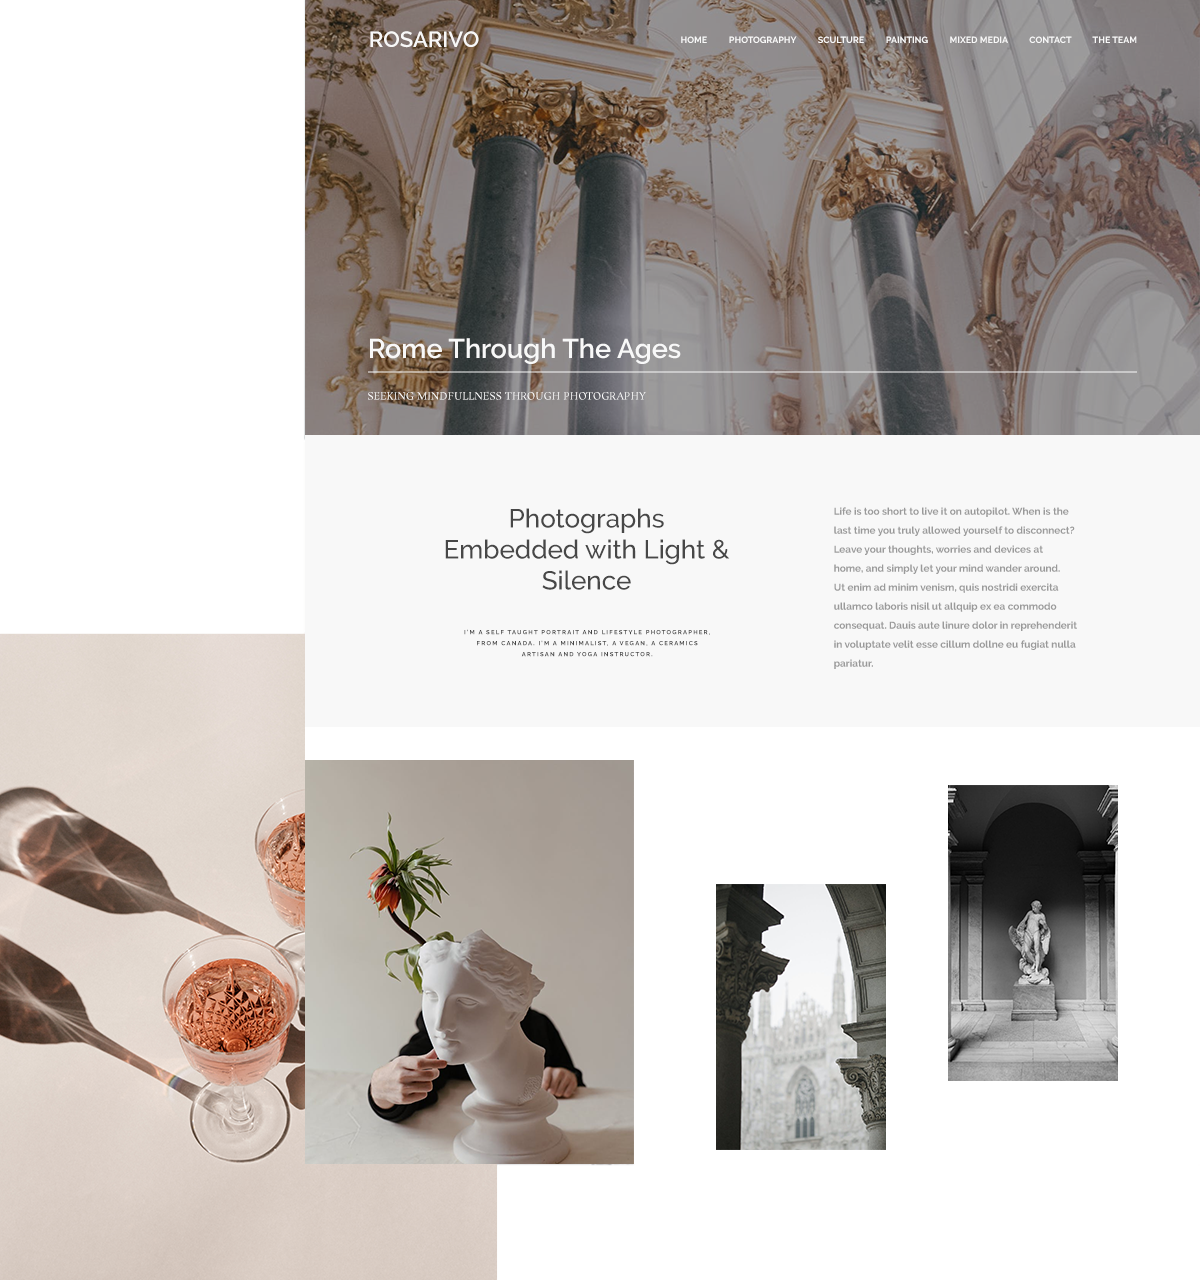 ROSARIVO
HOME PHOTOGRAPHY SCULTURE PAINTING MIXED MEDIA CONTACT THE TEAM
Rome Through The Ages
SEEKING MINDFULLNESS THROUGH PHOTOGRAPHY
Photographs
Embedded with Light &
Silence
I'M A SELF TAUGHT PORTRAIT AND LIFESTYLE PHOTOGRAPHER,
FROM CANADA. I'M A MINIMALIST, A VEGAN, A CERAMICS
ARTISAN AND YOGA INSTRUCTOR.
Life is too short to live it on autopilot. When is the
last time you truly allowed yourself to disconnect?
Leave your thoughts, worries and devices at
home, and simply let your mind wander around.
Ut enim ad minim venism, quis nostridi exercita
ullamco laboris nisil ut allquip ex ea commodo
consequat. Dauis aute linure dolor in reprehenderit
in voluptate velit esse cillum dollne eu fugiat nulla
pariatur.